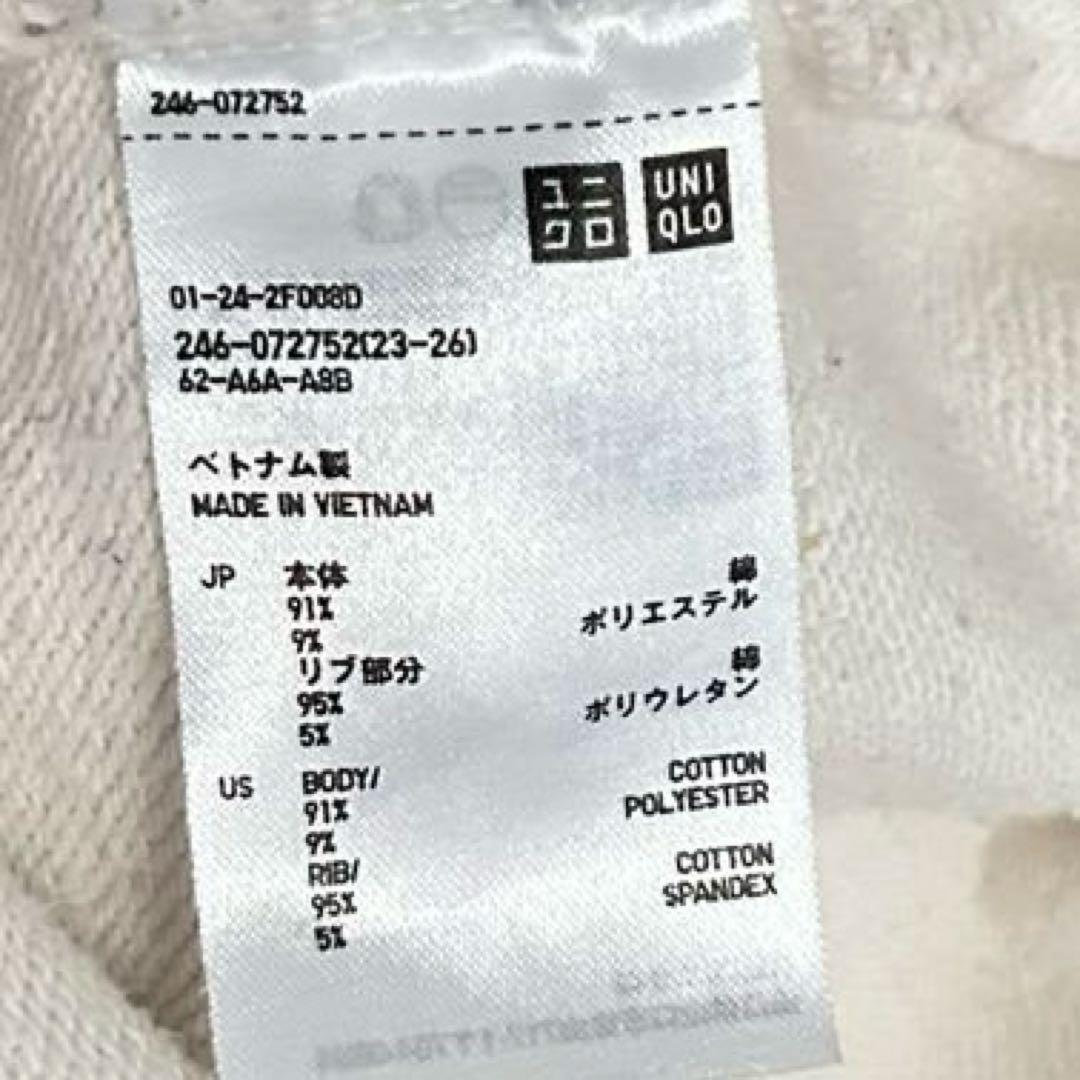 246-072752
ユニ
クロ
UNI
QLO
01-24-2F008D
246-072752(23-26)
62-A6A-A8B
ベトナム製
MADE IN VIETNAM
JP 本体
91% 綿
9% ポリエステル
リブ部分
95% 綿
5% ポリウレタン
US BODY/
91% COTTON
9% POLYESTER
RIB/
95% COTTON
5% SPANDEX